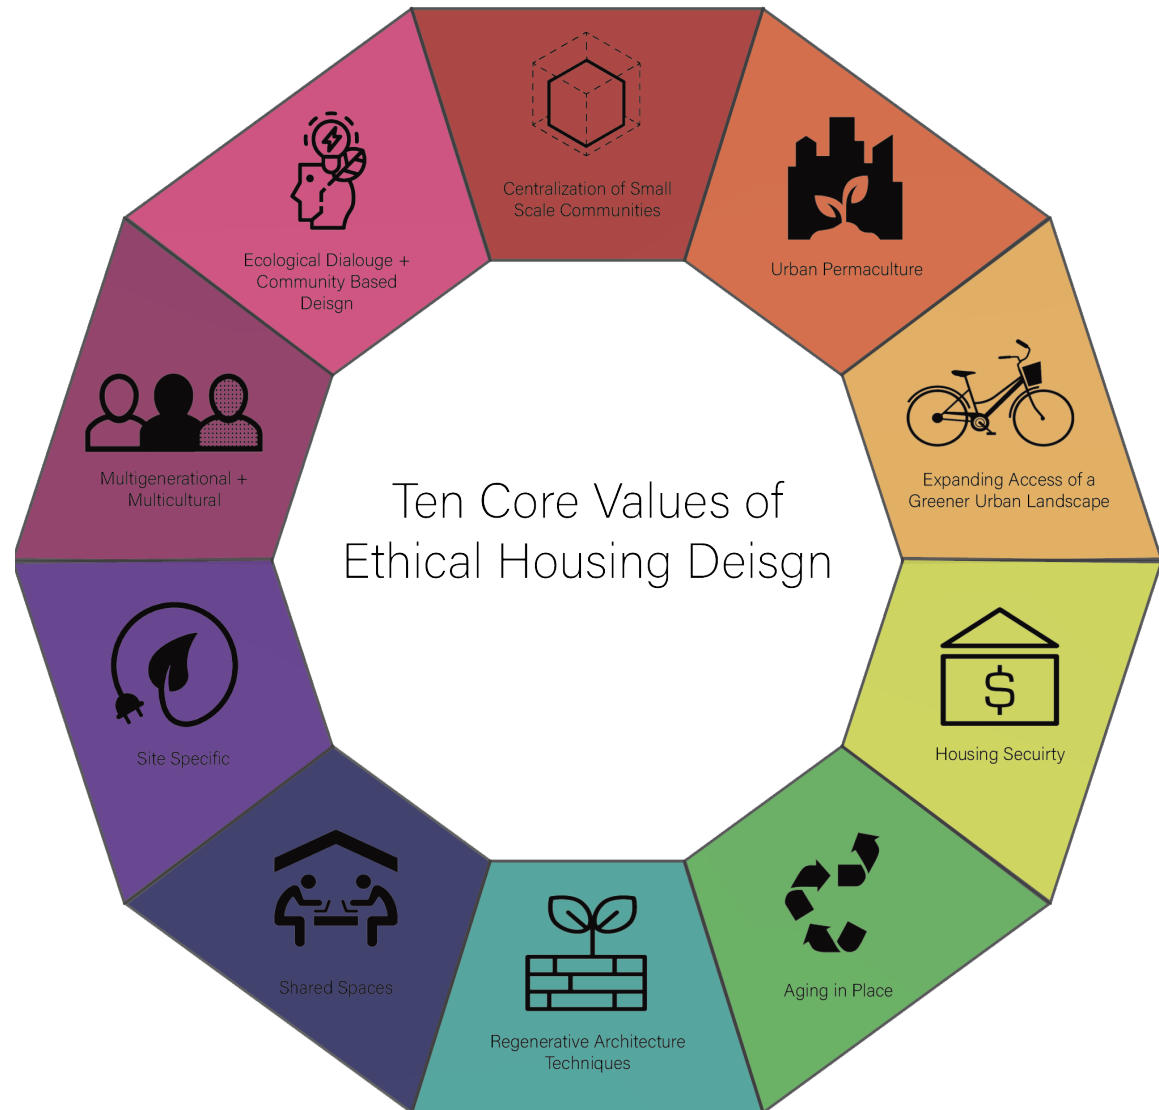 Centralization of Small
Scale Communities
Urban Permaculture
Expanding Access of a
Greener Urban Landscape
Housing Secuirty
Aging in Place
Regenerative Architecture
Techniques
Shared Spaces
Site Specific
Multigenerational +
Multicultural
Ecological Dialouge +
Community Based
Deisgn
Ten Core Values of
Ethical Housing Deisgn
$